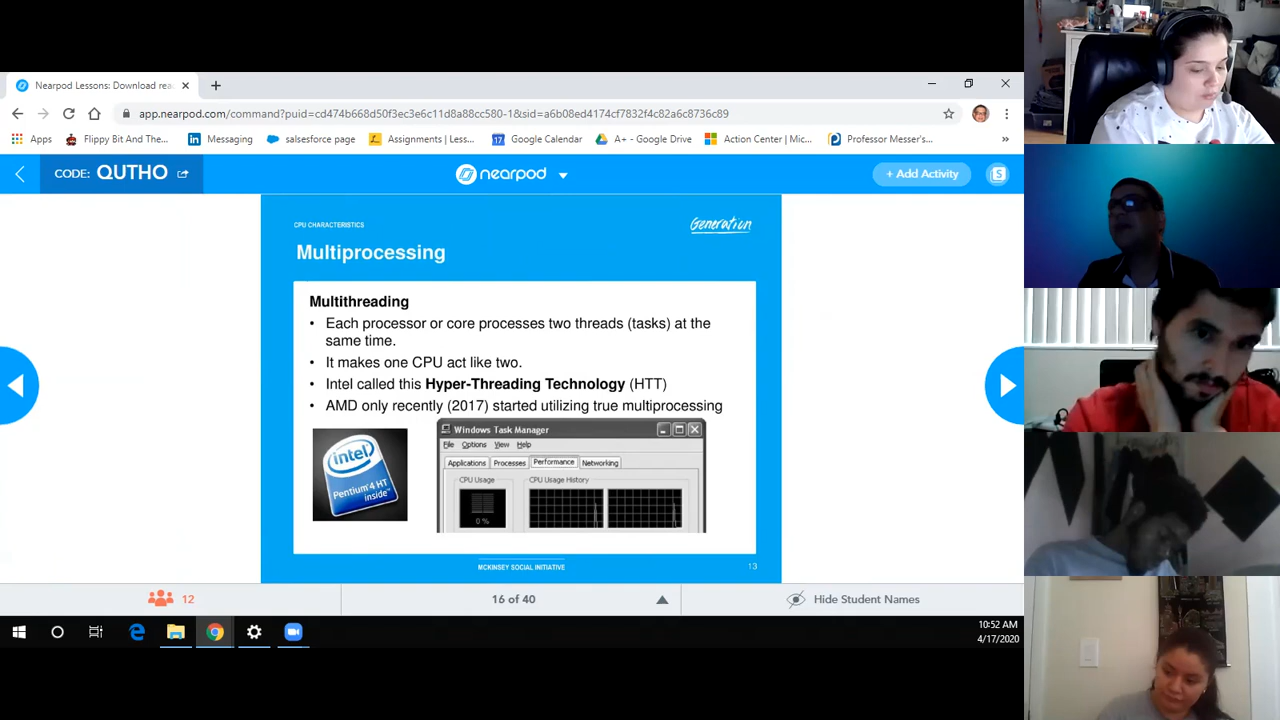 Nearpod Lessons: Download rea
app.nearpod.com/command?puid=cd474b668d50f3ec3e6c11d8a88cc580-1&tsid=a6b08ed4174cf7832f4c82a6c8736c89
Apps Flippy Bit And The... Messaging salsesforce page Assignments | Less... Google Calendar A+ - Google Drive Action Center | Mic... Professor Messer's... »
CODE: QUTHO nearpod + Add Activity S
CPU CHARACTERISTICS Generation
Multiprocessing
Multithreading
• Each processor or core processes two threads (tasks) at the
same time.
• It makes one CPU act like two.
• Intel called this Hyper-Threading Technology (HTT)
• AMD only recently (2017) started utilizing true multiprocessing
Windows Task Manager
File Options View Help
Applications Processes Performance Networking
CPU Usage CPU Usage History
0 %
intel
Pentium 4 HT
inside™
MCKINSEY SOCIAL INITIATIVE 13
12 16 of 40 Hide Student Names
10:52 AM
4/17/2020